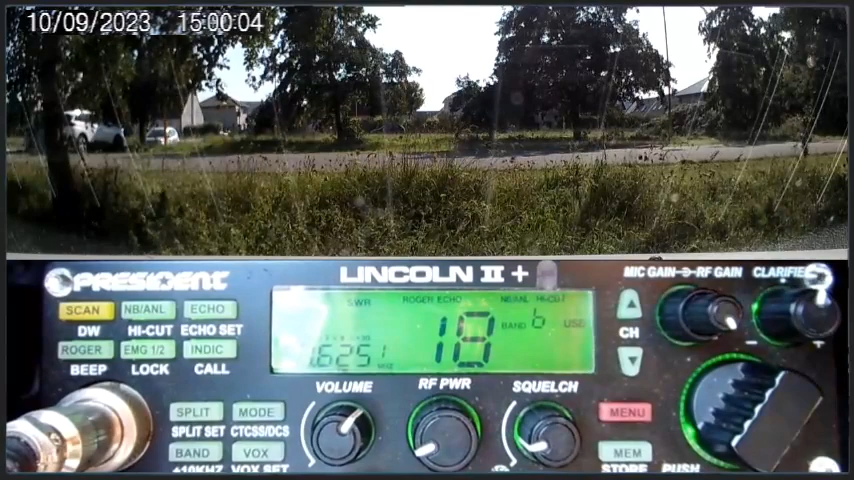 10/09/2023 15:00:04
PRESIDENT
LINCOLN II +
MIC GAIN RF GAIN CLARIFIE
SCAN NB/ANL ECHO
DW HI-CUT ECHO SET
ROGER EMG 1/2 INDIC
BEEP LOCK CALL
SWR ROGER ECHO NB/ANL HI-CUT
18 BAND b USB
CH
VOLUME RF PWR SQUELCH
SPLIT MODE
SPLIT SET CTCSS/DCS
BAND VOX
±10KHZ VOX SET
MENU
MEM
STORE PUSH
- +